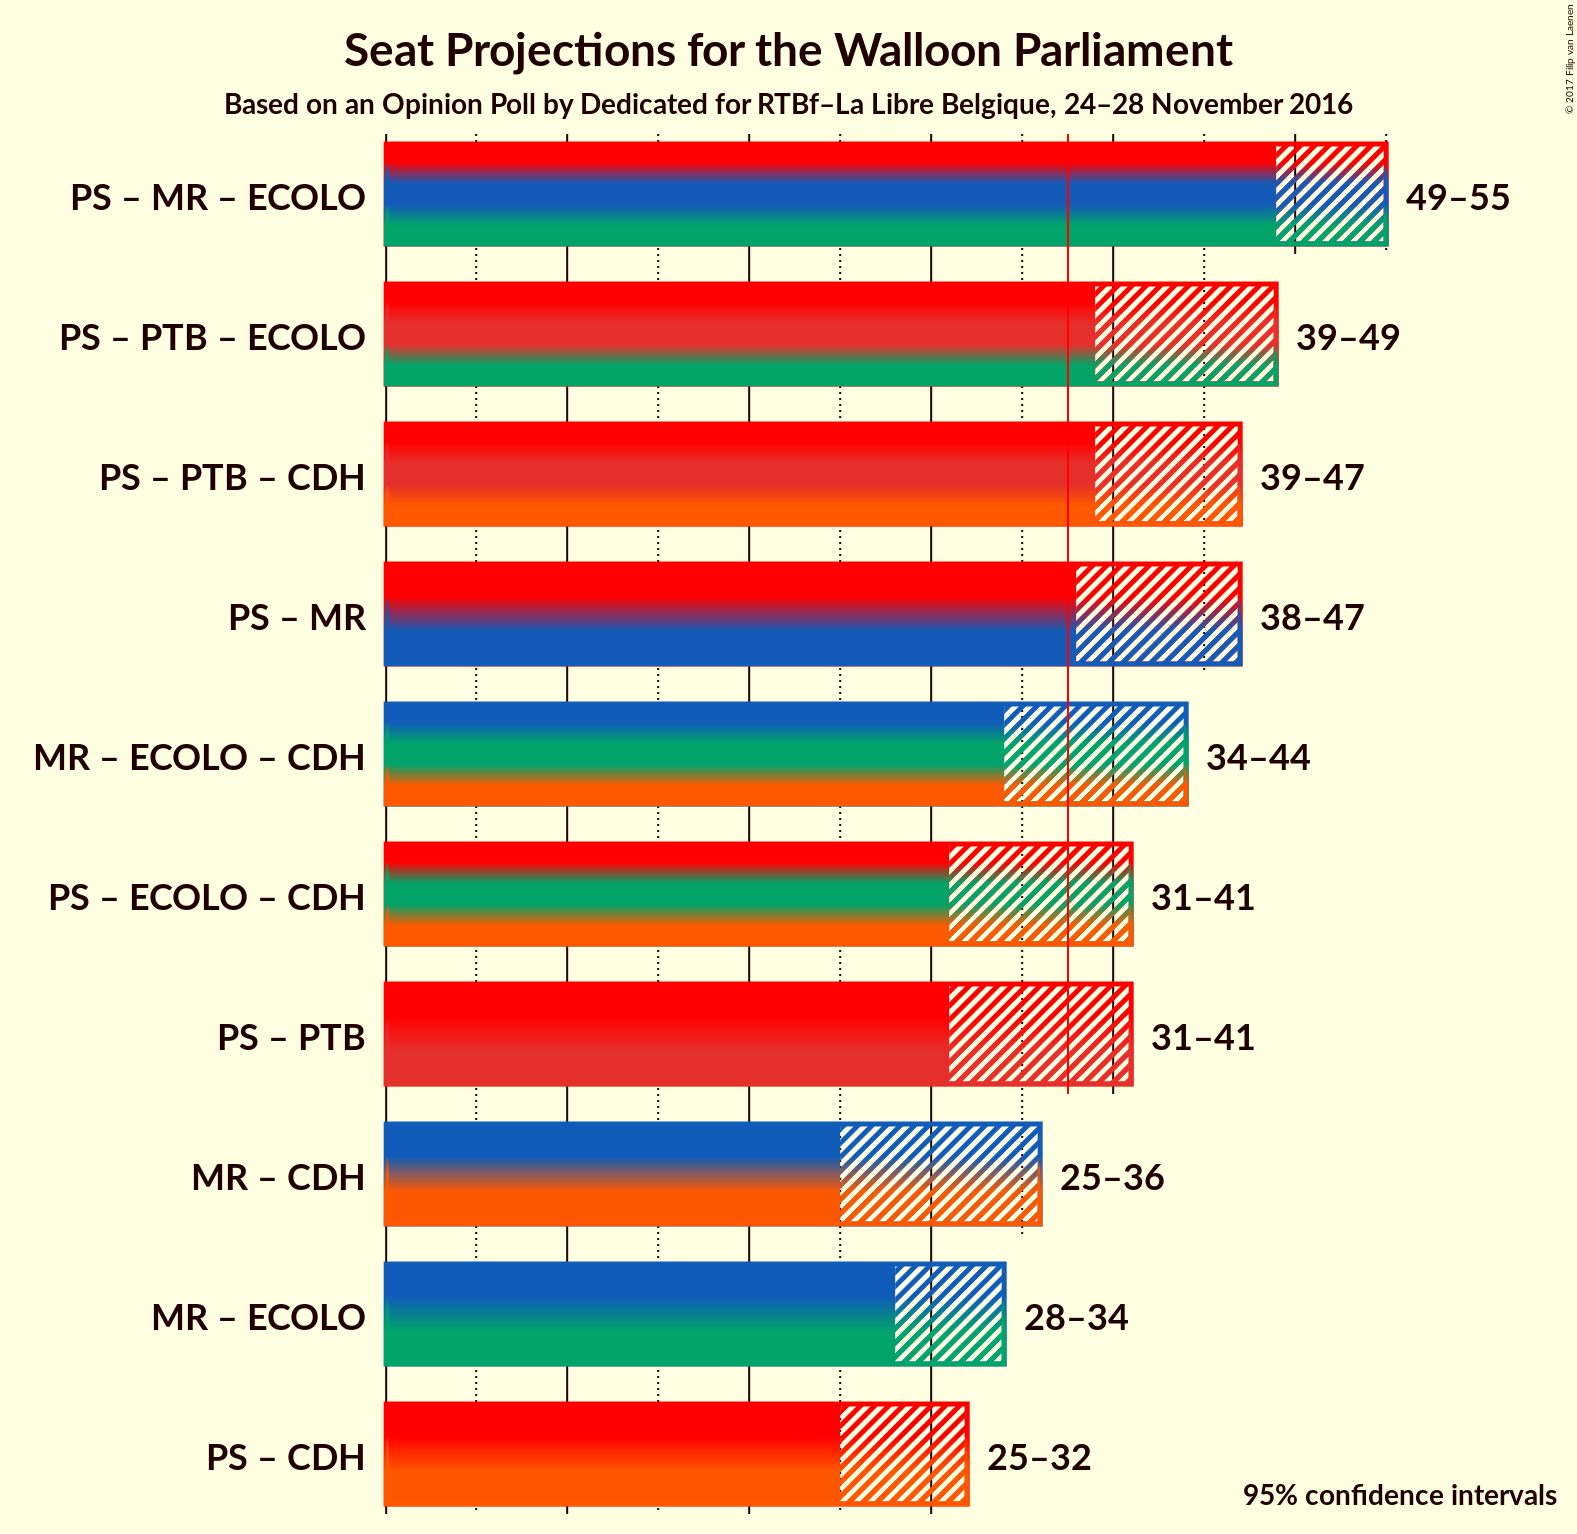 Seat Projections for the Walloon Parliament
Based on an Opinion Poll by Dedicated for RTBf–La Libre Belgique, 24–28 November 2016
© 2017 Filip van Laenen
PS – MR – ECOLO 49–55
PS – PTB – ECOLO 39–49
PS – PTB – CDH 39–47
PS – MR 38–47
MR – ECOLO – CDH 34–44
PS – ECOLO – CDH 31–41
PS – PTB 31–41
MR – CDH 25–36
MR – ECOLO 28–34
PS – CDH 25–32
95% confidence intervals